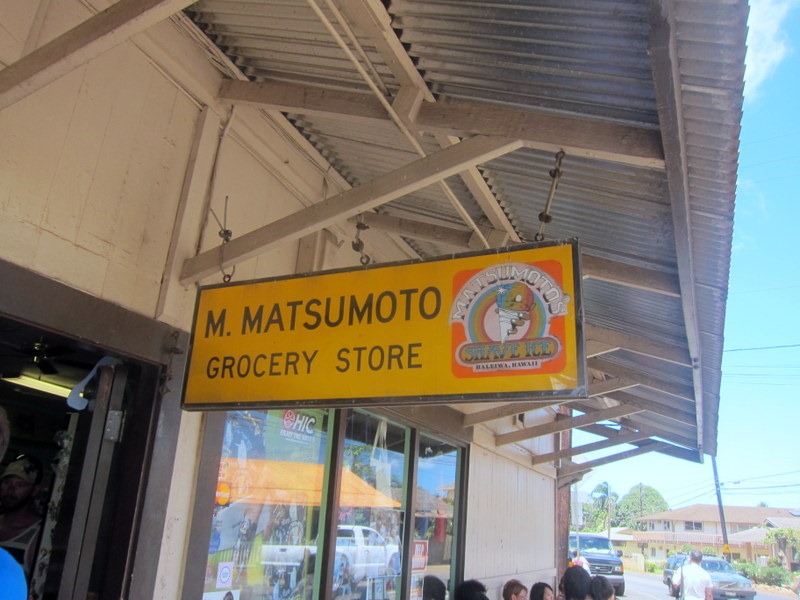 M. MATSUMOTO
GROCERY STORE
MATSUMOTO'S
SHAVE ICE
HALEIWA, HAWAII
HIC